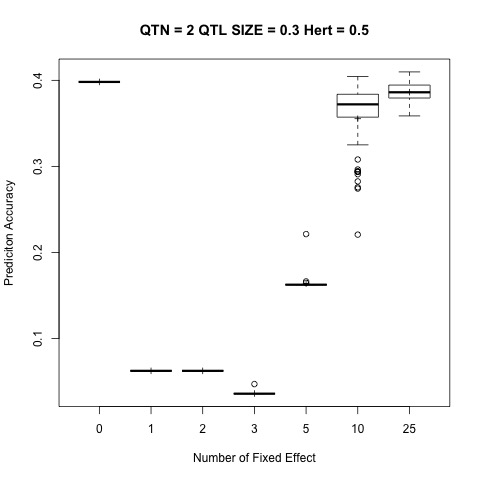 QTN = 2 QTL SIZE = 0.3 Hert = 0.5
Prediciton Accuracy
0.4
0.3
0.2
0.1
0 1 2 3 5 10 25
Number of Fixed Effect